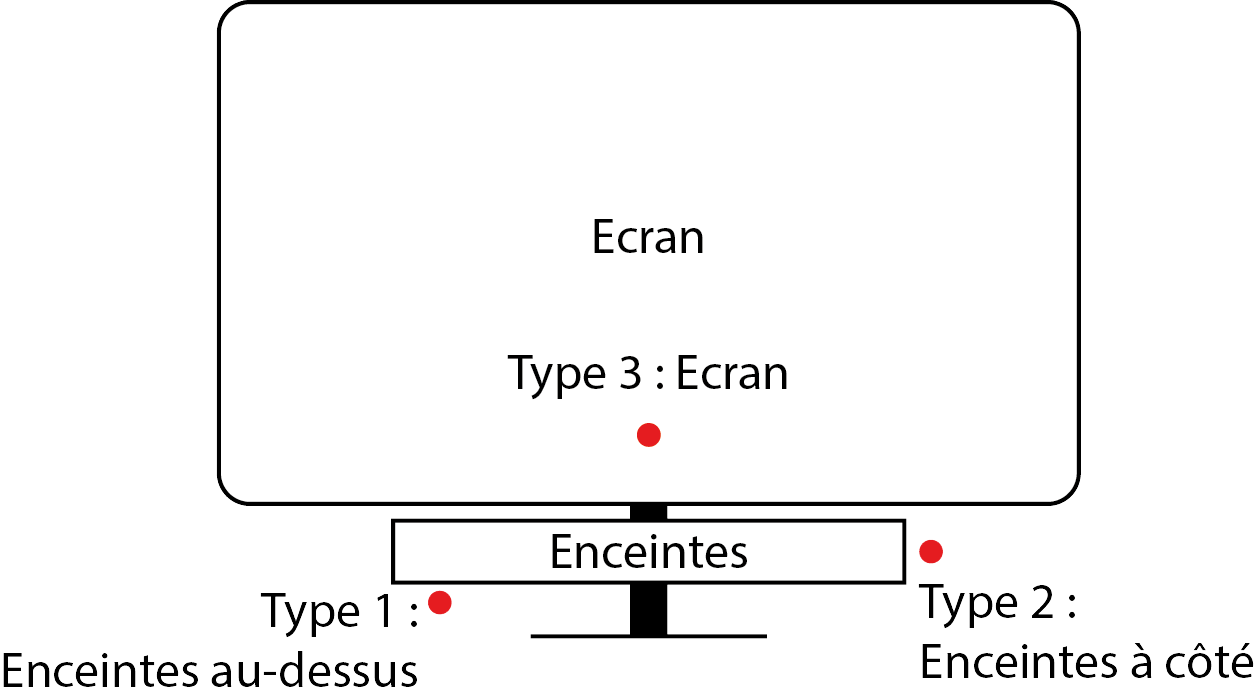 Ecran
Type 3 : Ecran
Enceintes
Type 1 :
Enceintes au-dessus
Type 2 :
Enceintes à côté